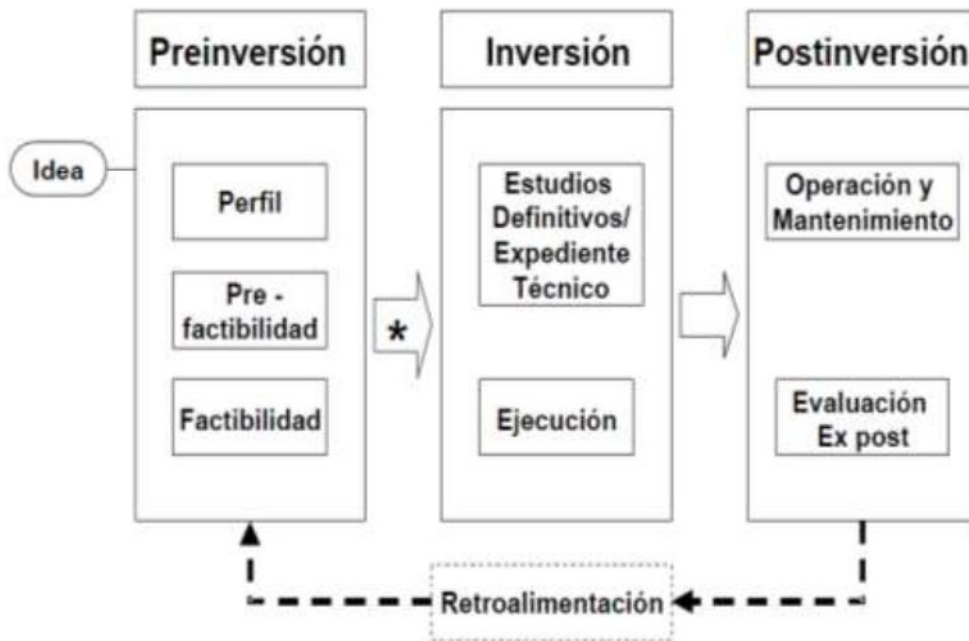 Preinversión
Inversión
Postinversión
Idea
Perfil
Pre -
factibilidad
Factibilidad
*
Estudios
Definitivos/
Expediente
Técnico
Ejecución
Operación y
Mantenimiento
Evaluación
Ex post
Retroalimentación